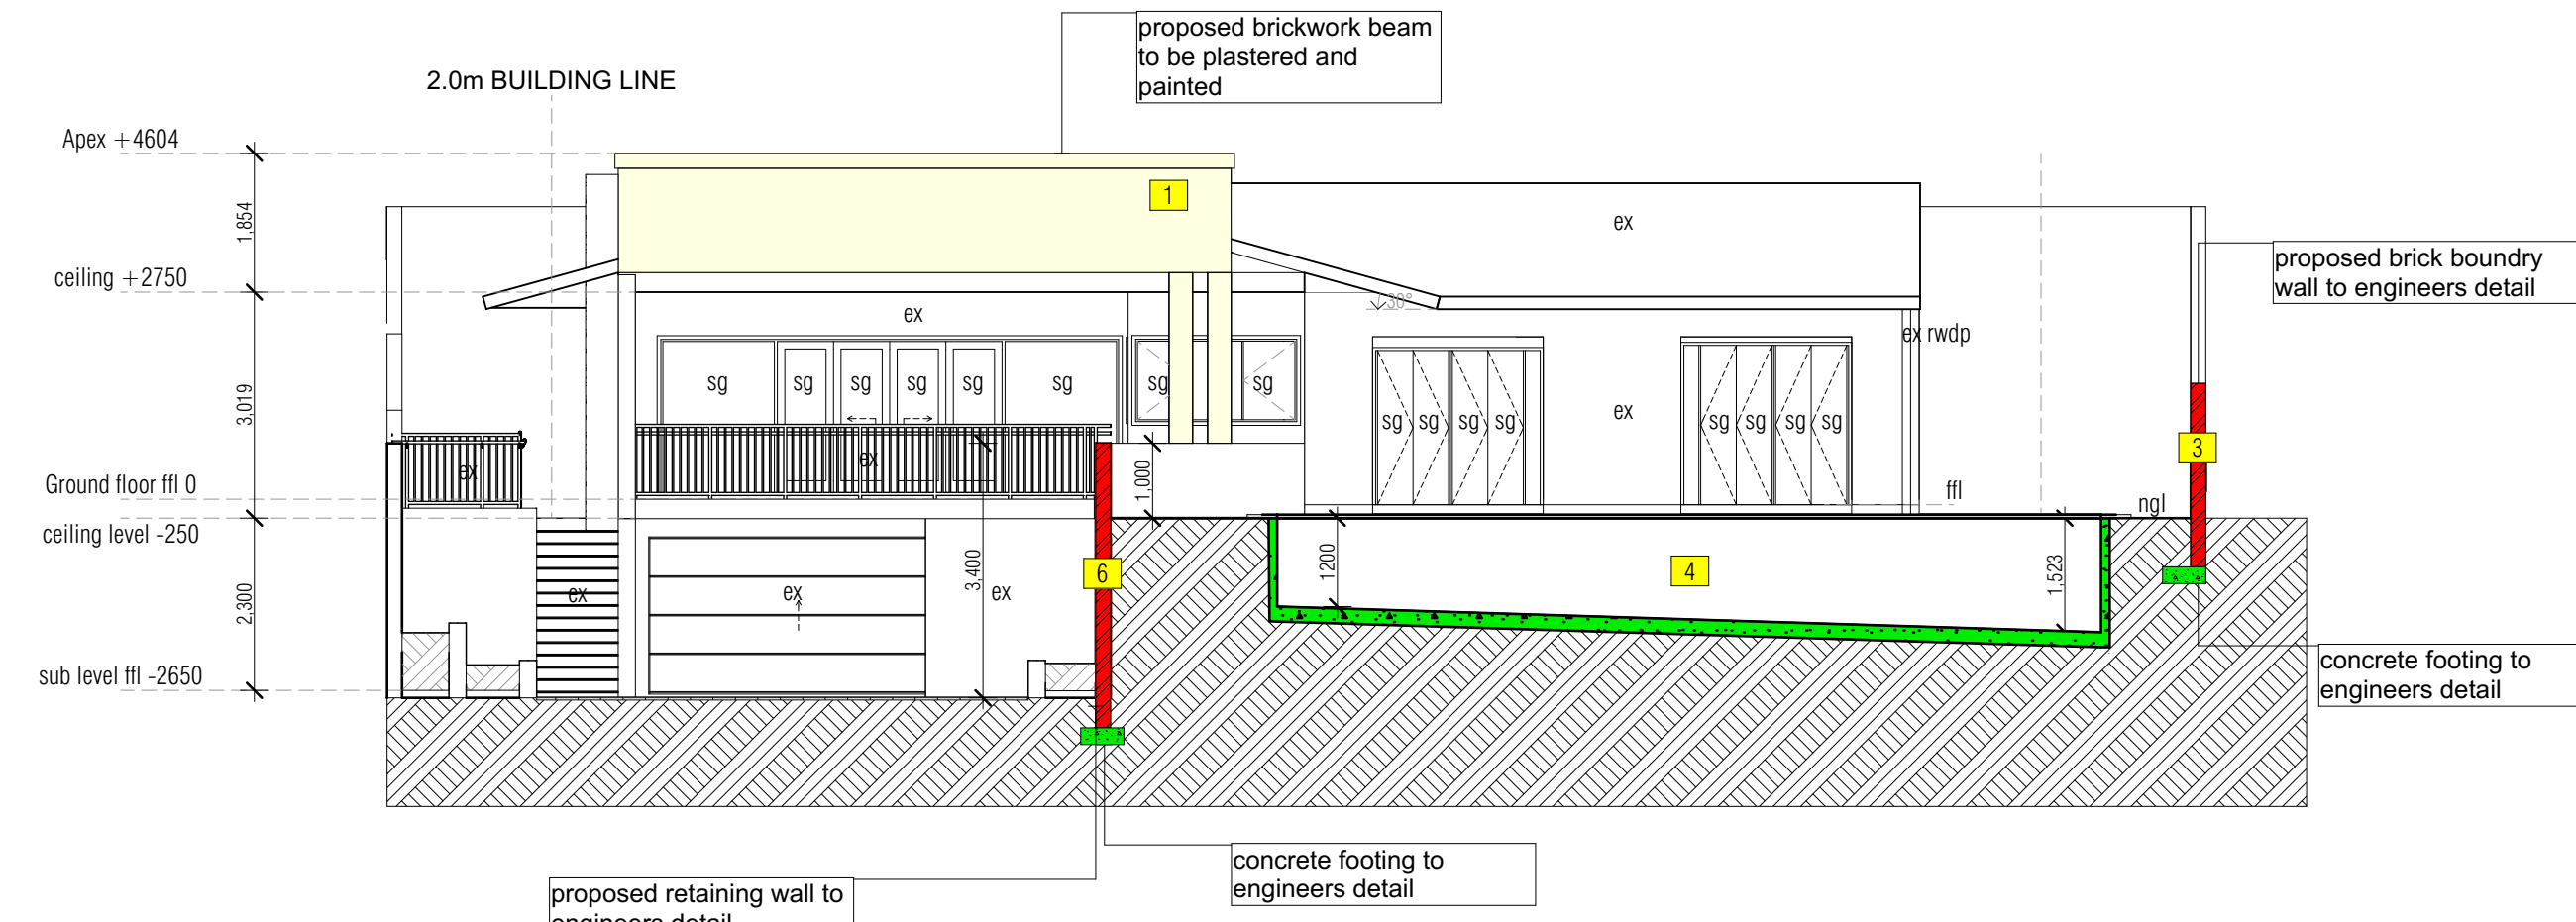 proposed brickwork beam
to be plastered and
painted
2.0m BUILDING LINE
Apex +4604
1
1,854
ex
proposed brick boundry
wall to engineers detail
ceiling +2750
30°
ex
ex rwdp
sg sg sg sg sg sg sg sg
3,019
sg sg sg sg ex sg sg sg sg
3
ex
ex
1,000
Ground floor ffl 0
ffl
ngl
ceiling level -250
2,300
ex
ex
3,400
ex
6
1200
4
1,523
sub level ffl -2650
concrete footing to
engineers detail
concrete footing to
engineers detail
proposed retaining wall to
engineers detail